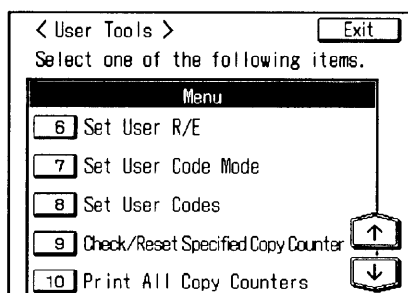 < User Tools > Exit
Select one of the following items.
Menu
6 Set User R/E
7 Set User Code Mode
8 Set User Codes
9 Check/Reset Specified Copy Counter ↑
10 Print All Copy Counters ↓